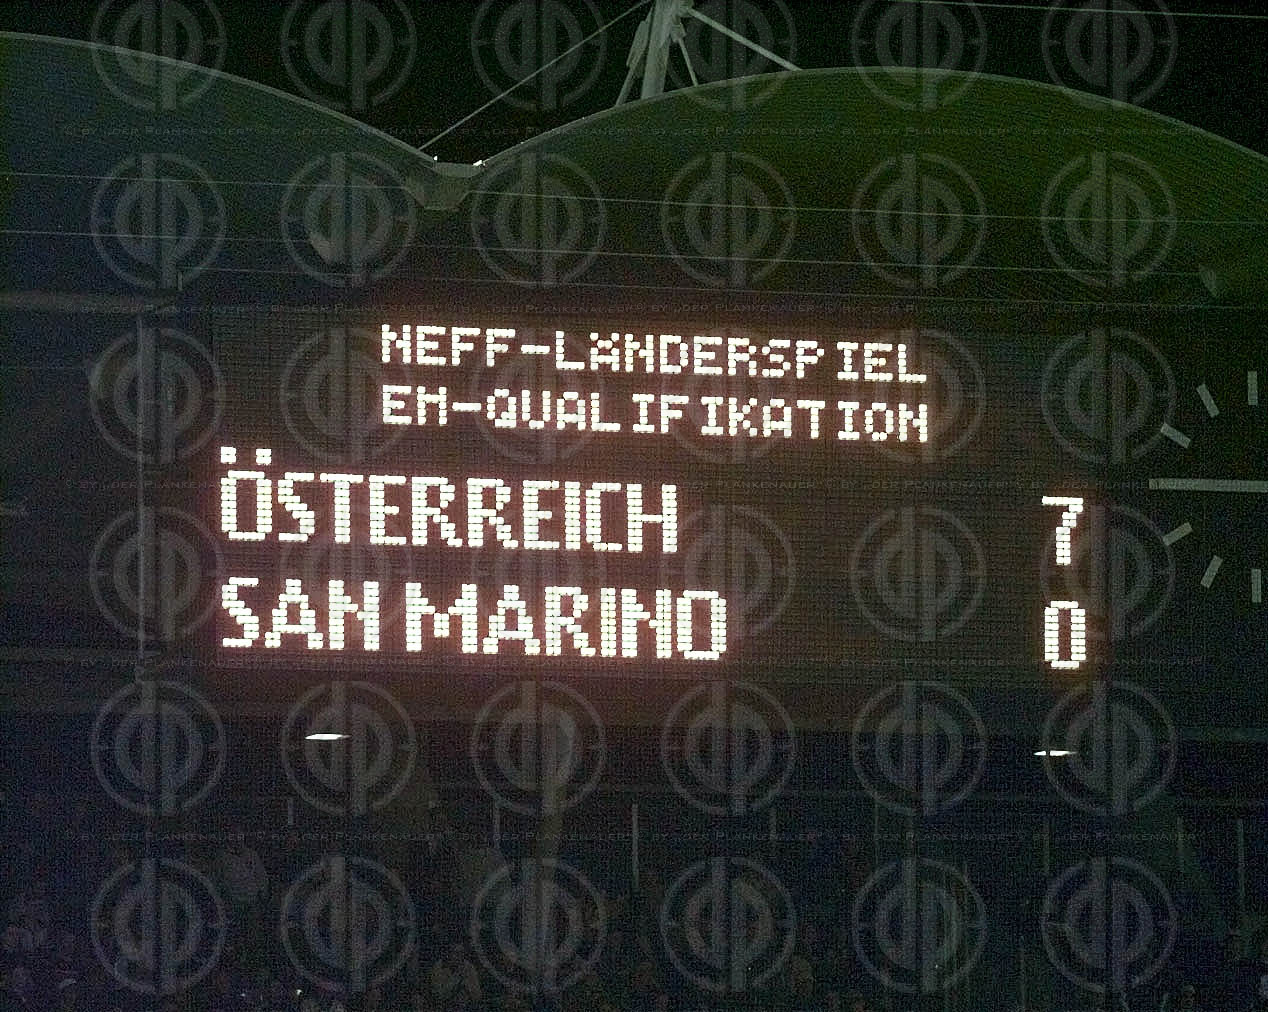 NEFF-LÄNDERSPIEL
EM-QUALIFIKATION
ÖSTERREICH 7
SAN MARINO 0